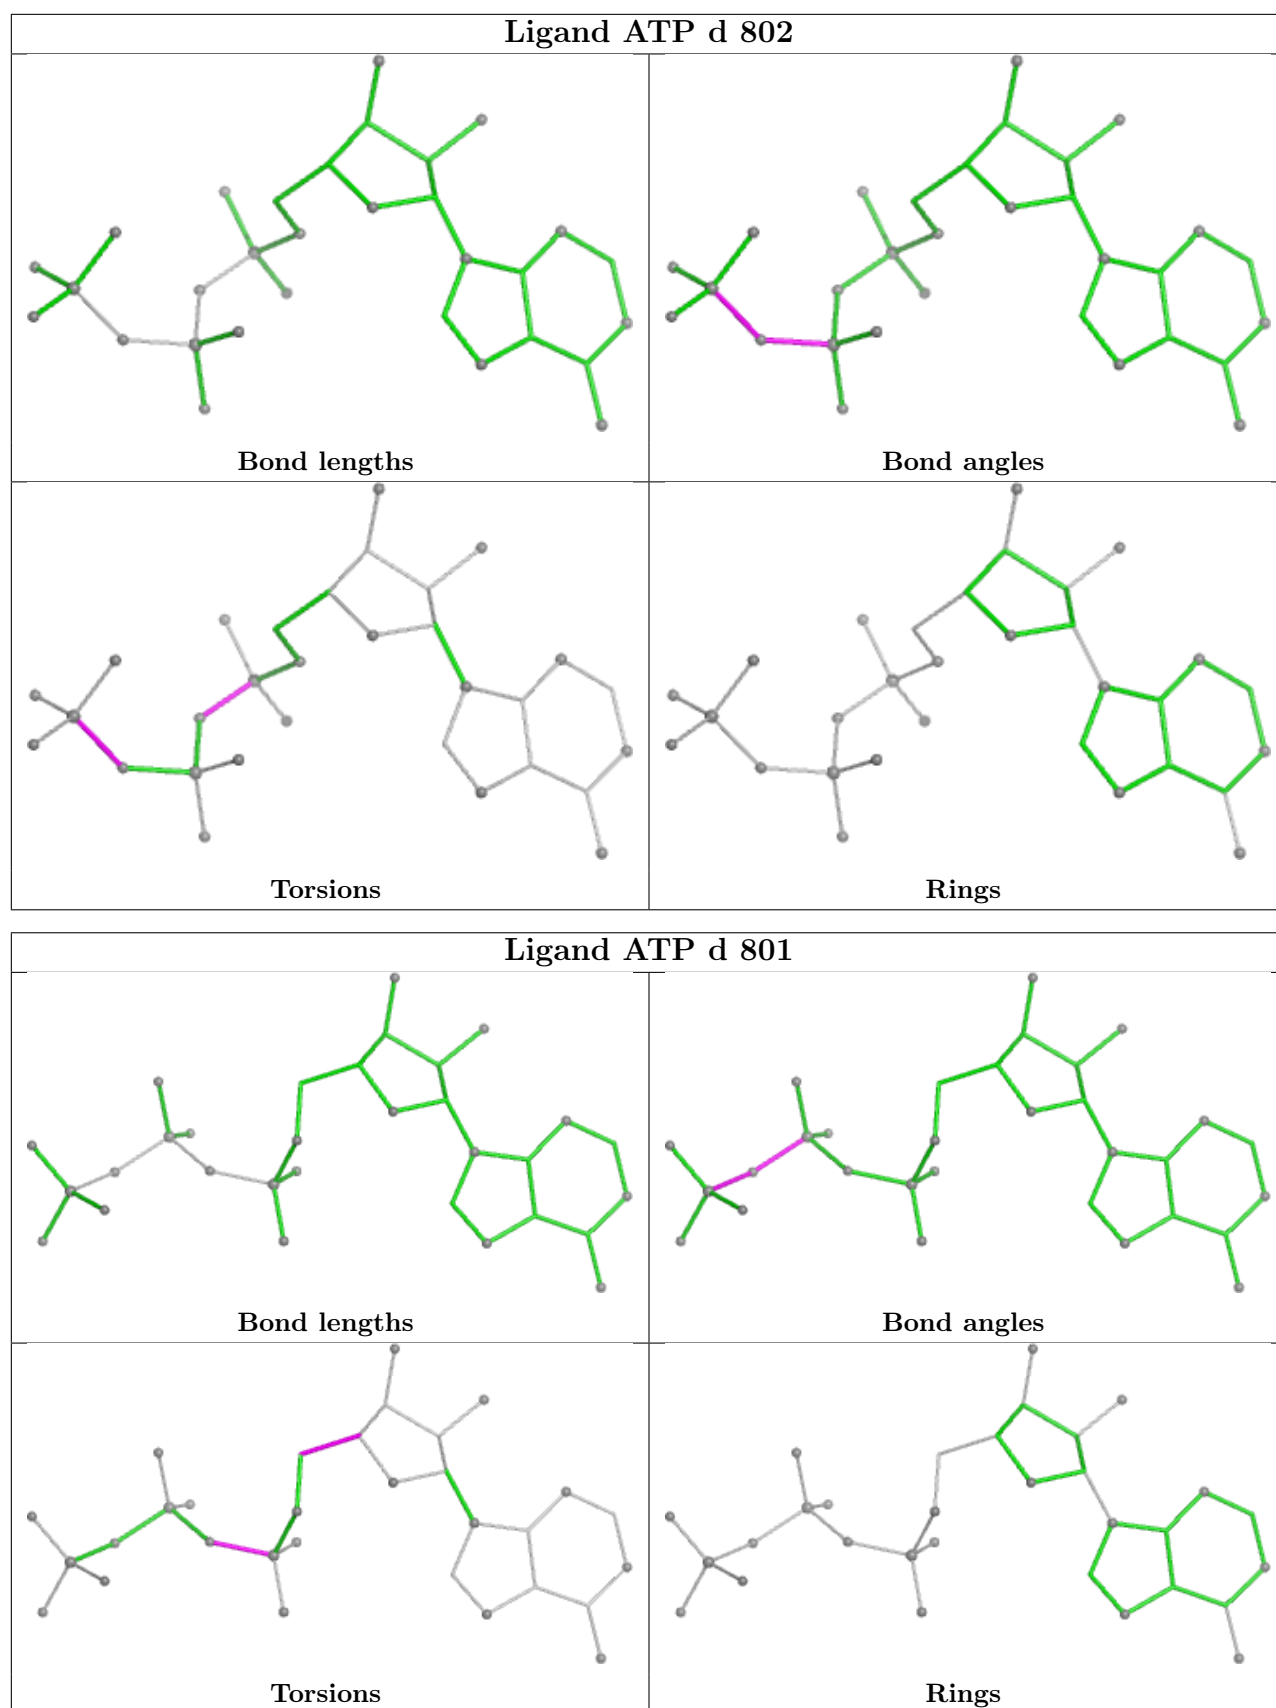 Ligand ATP d 802
Bond lengths
Bond angles
Torsions
Rings
Ligand ATP d 801
Bond lengths
Bond angles
Torsions
Rings